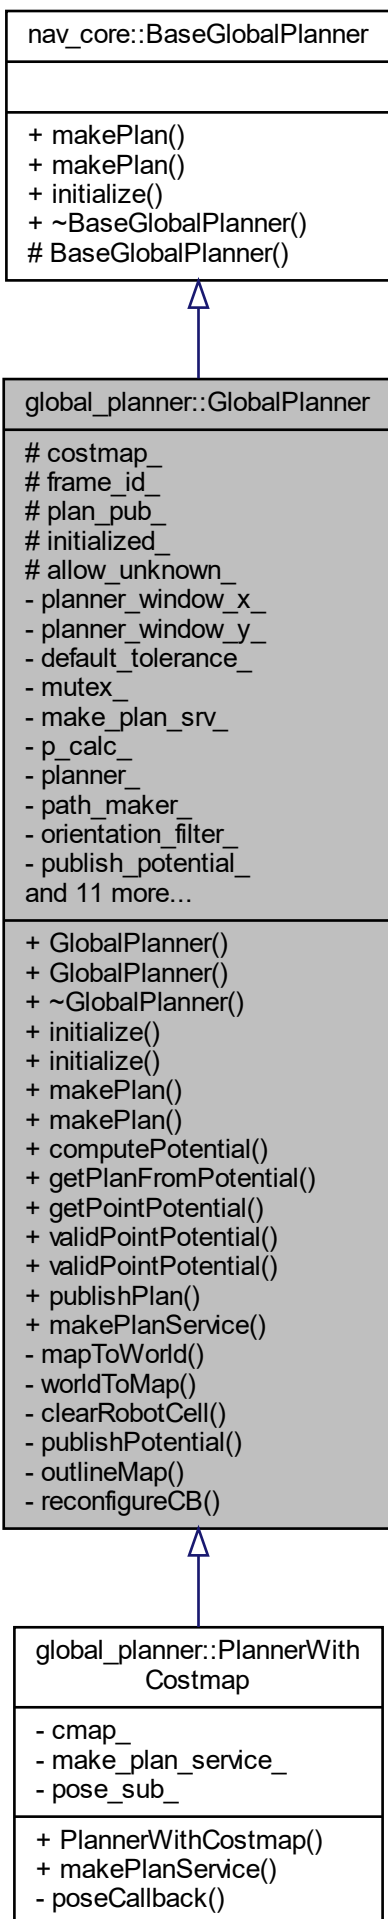 nav_core::BaseGlobalPlanner
+ makePlan()
+ makePlan()
+ initialize()
+ ~BaseGlobalPlanner()
# BaseGlobalPlanner()
global_planner::GlobalPlanner
# costmap_
# frame_id_
# plan_pub_
# initialized_
# allow_unknown_
- planner_window_x_
- planner_window_y_
- default_tolerance_
- mutex_
- make_plan_srv_
- p_calc_
- planner_
- path_maker_
- orientation_filter_
- publish_potential_
and 11 more...
+ GlobalPlanner()
+ GlobalPlanner()
+ ~GlobalPlanner()
+ initialize()
+ initialize()
+ makePlan()
+ makePlan()
+ computePotential()
+ getPlanFromPotential()
+ getPointPotential()
+ validPointPotential()
+ validPointPotential()
+ publishPlan()
+ makePlanService()
- mapToWorld()
- worldToMap()
- clearRobotCell()
- publishPotential()
- outlineMap()
- reconfigureCB()
global_planner::PlannerWith
Costmap
- cmap_
- make_plan_service_
- pose_sub_
+ PlannerWithCostmap()
+ makePlanService()
- poseCallback()